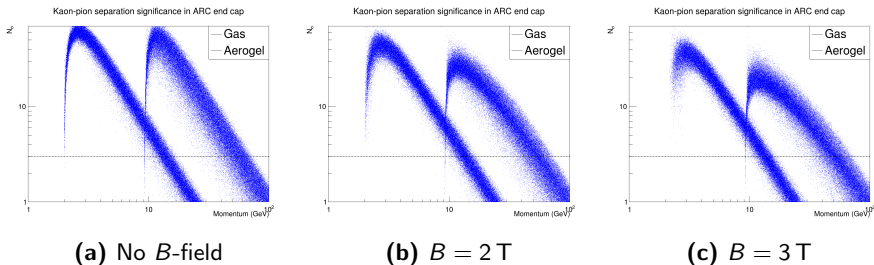 Kaon-pion separation significance in ARC end cap
Nσ
Gas
Aerogel
10
1
1
10
10²
Momentum (GeV)
(a) No B-field
Kaon-pion separation significance in ARC end cap
Nσ
Gas
Aerogel
10
1
1
10
10²
Momentum (GeV)
(b) B = 2 T
Kaon-pion separation significance in ARC end cap
Nσ
Gas
Aerogel
10
1
1
10
10²
Momentum (GeV)
(c) B = 3 T